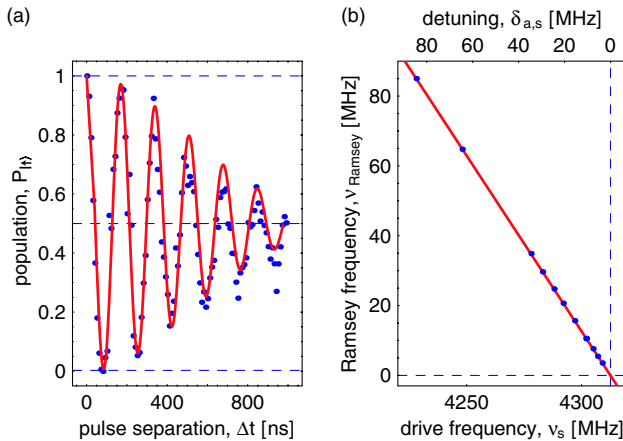 (a)
1
0.8
0.6
0.4
0.2
0
population, P|↑⟩
0 400 800
pulse separation, Δt [ns]
(b)
detuning, δa,s [MHz]
80 60 40 20 0
80
60
40
20
0
Ramsey frequency, νRamsey [MHz]
4250 4300
drive frequency, νs [MHz]